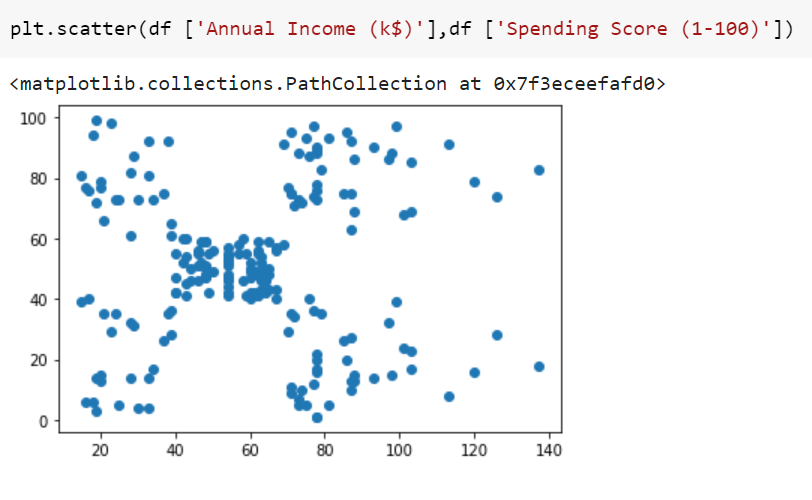 plt.scatter(df ['Annual Income (k$)'],df ['Spending Score (1-100)'])
<matplotlib.collections.PathCollection at 0x7f3eceefafd0>
100
80
60
40
20
0
20 40 60 80 100 120 140